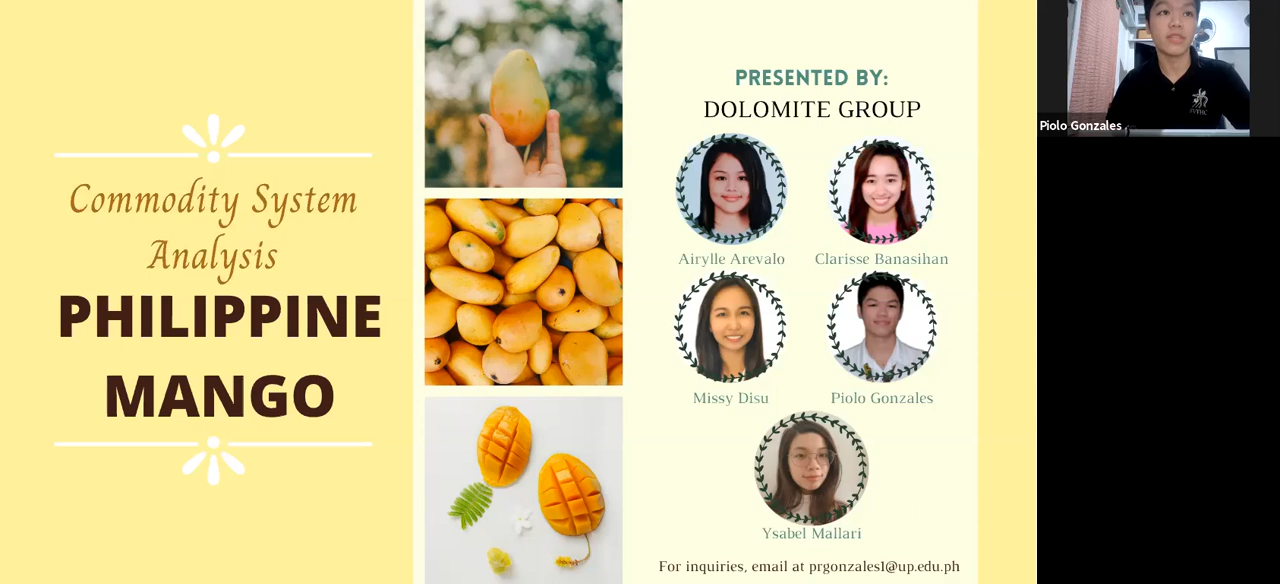 Commodity System
Analysis
PHILIPPINE
MANGO
PRESENTED BY:
DOLOMITE GROUP
Airylle Arevalo
Clarisse Banasihan
Missy Disu
Piolo Gonzales
Ysabel Mallari
For inquiries, email at prgonzales1@up.edu.ph
Piolo Gonzales